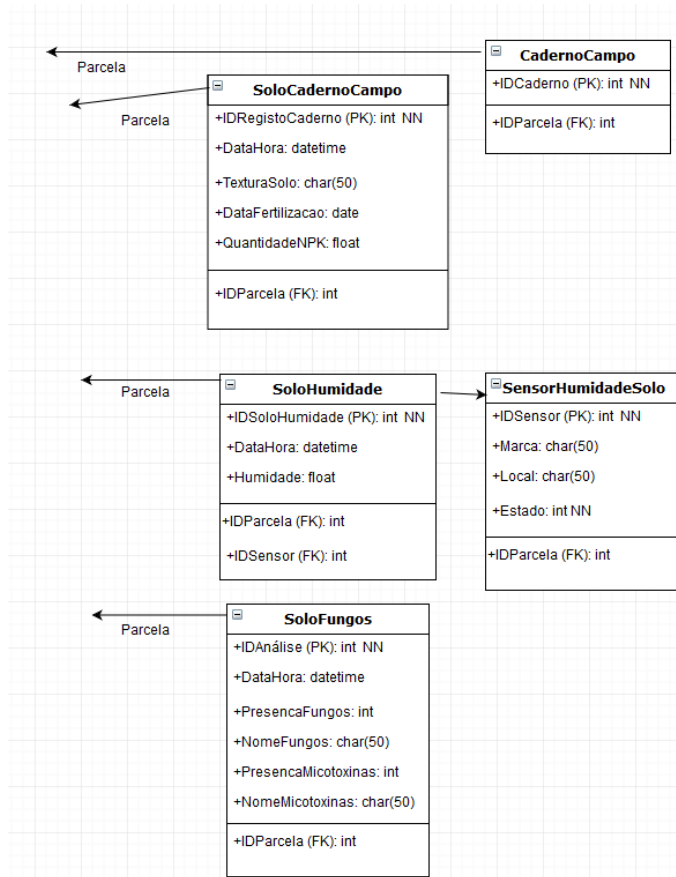 CadernoCampo
+IDCaderno (PK): int NN
+IDParcela (FK): int
Parcela
SoloCadernoCampo
+IDRegistoCaderno (PK): int NN
+DataHora: datetime
+TexturaSolo: char(50)
+DataFertilizacao: date
+QuantidadeNPK: float
+IDParcela (FK): int
Parcela
SoloHumidade
+IDSoloHumidade (PK): int NN
+DataHora: datetime
+Humidade: float
+IDParcela (FK): int
+IDSensor (FK): int
Parcela
SensorHumidadeSolo
+IDSensor (PK): int NN
+Marca: char(50)
+Local: char(50)
+Estado: int NN
+IDParcela (FK): int
SoloFungos
+IDAnálise (PK): int NN
+DataHora: datetime
+PresencaFungos: int
+NomeFungos: char(50)
+PresencaMicotoxinas: int
+NomeMicotoxinas: char(50)
+IDParcela (FK): int
Parcela